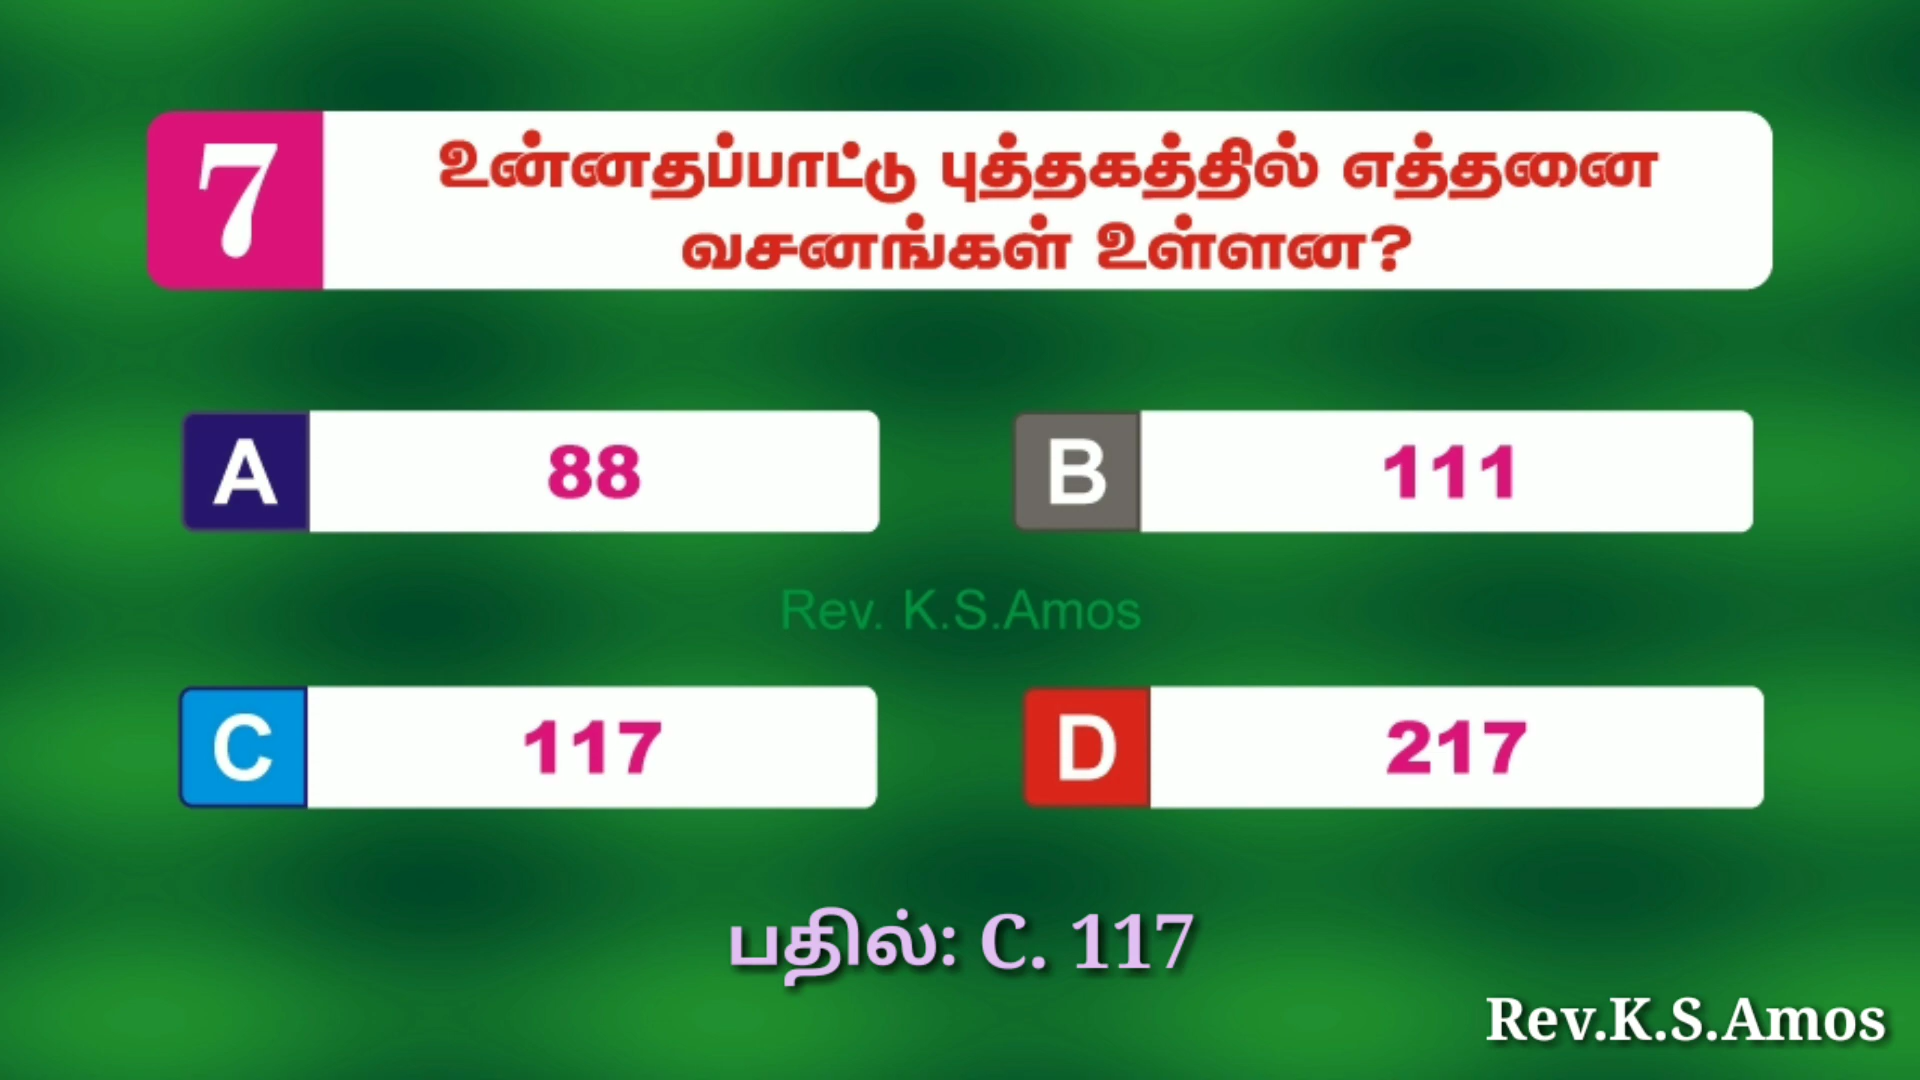 7
உன்னதப்பாட்டு புத்தகத்தில் எத்தனை
வசனங்கள் உள்ளன?
A 88
B 111
Rev. K.S.Amos
C 117
D 217
பதில்: C. 117
Rev.K.S.Amos